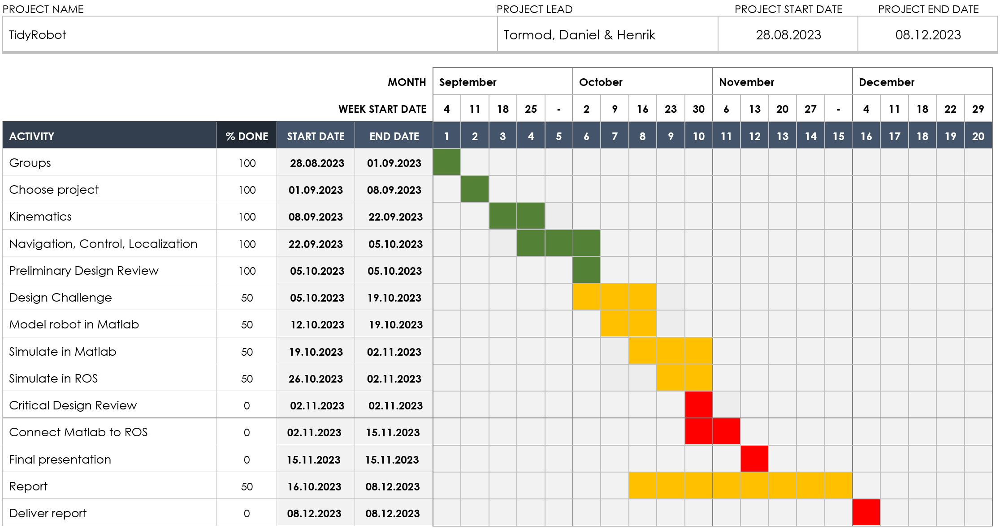 PROJECT NAME PROJECT LEAD PROJECT START DATE PROJECT END DATE
TidyRobot Tormod, Daniel & Henrik 28.08.2023 08.12.2023
MONTH September October November December
WEEK START DATE 4 11 18 25 - 2 9 16 23 30 6 13 20 27 - 4 11 18 22 29
ACTIVITY % DONE START DATE END DATE 1 2 3 4 5 6 7 8 9 10 11 12 13 14 15 16 17 18 19 20
Groups 100 28.08.2023 01.09.2023
Choose project 100 01.09.2023 08.09.2023
Kinematics 100 08.09.2023 22.09.2023
Navigation, Control, Localization 100 22.09.2023 05.10.2023
Preliminary Design Review 100 05.10.2023 05.10.2023
Design Challenge 50 05.10.2023 19.10.2023
Model robot in Matlab 50 12.10.2023 19.10.2023
Simulate in Matlab 50 19.10.2023 02.11.2023
Simulate in ROS 50 26.10.2023 02.11.2023
Critical Design Review 0 02.11.2023 02.11.2023
Connect Matlab to ROS 0 02.11.2023 15.11.2023
Final presentation 0 15.11.2023 15.11.2023
Report 50 16.10.2023 08.12.2023
Deliver report 0 08.12.2023 08.12.2023